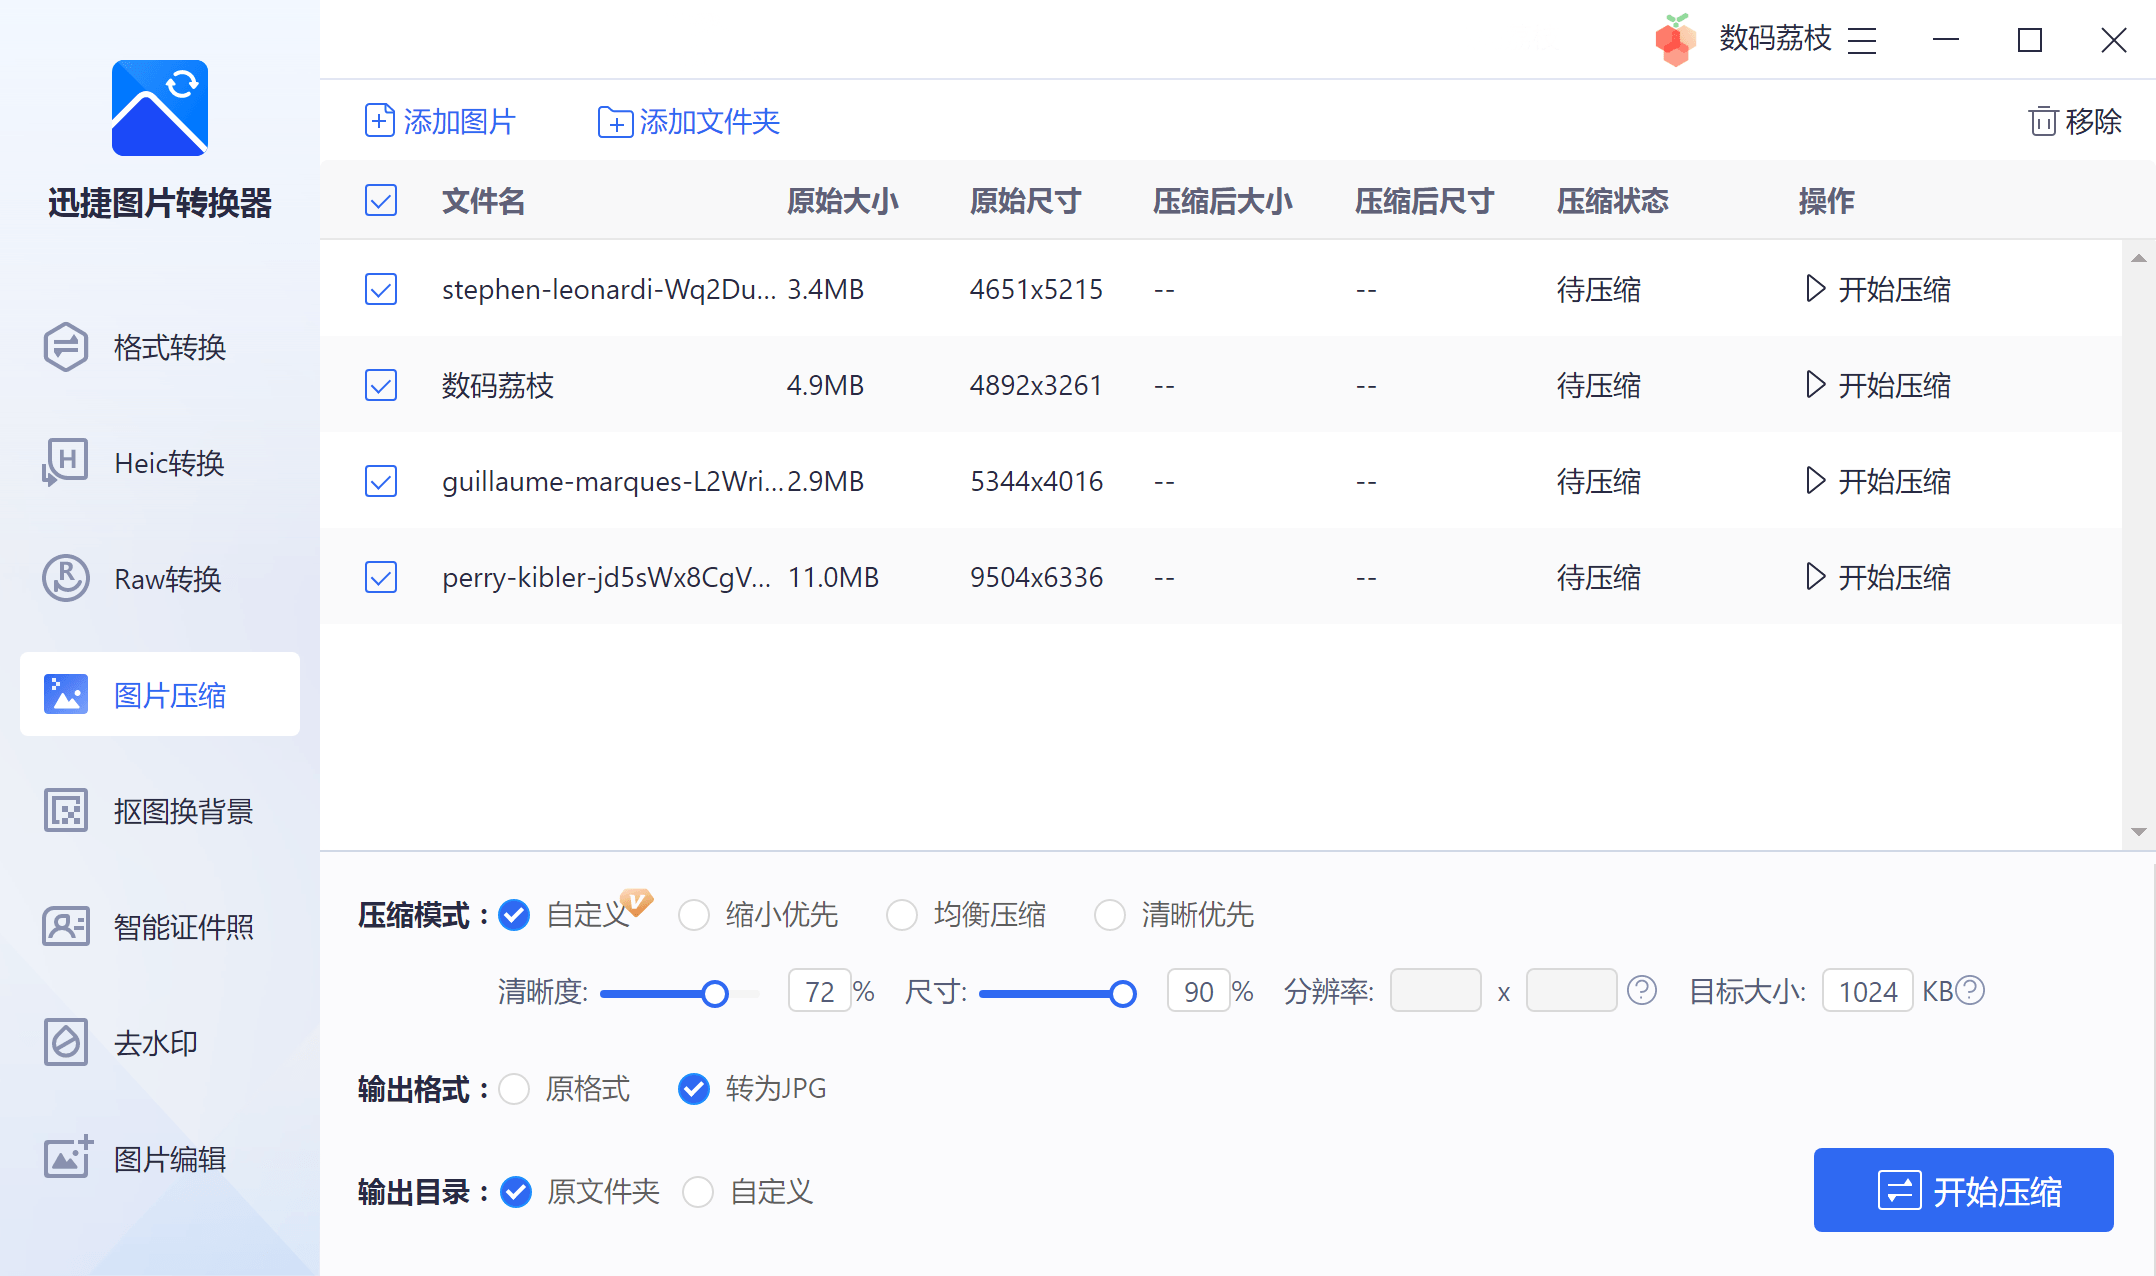 数码荔枝
迅捷图片转换器
格式转换
Heic转换
Raw转换
图片压缩
抠图换背景
智能证件照
去水印
图片编辑
添加图片 添加文件夹 移除
文件名 原始大小 原始尺寸 压缩后大小 压缩后尺寸 压缩状态 操作
stephen-leonardi-Wq2Du... 3.4MB 4651x5215 -- -- 待压缩 开始压缩
数码荔枝 4.9MB 4892x3261 -- -- 待压缩 开始压缩
guillaume-marques-L2Wri... 2.9MB 5344x4016 -- -- 待压缩 开始压缩
perry-kibler-jd5sWx8CgV... 11.0MB 9504x6336 -- -- 待压缩 开始压缩
压缩模式： 自定义 V 缩小优先 均衡压缩 清晰优先
清晰度: 72 % 尺寸: 90 % 分辨率: x ? 目标大小: 1024 KB ?
输出格式： 原格式 转为JPG
输出目录： 原文件夹 自定义
开始压缩